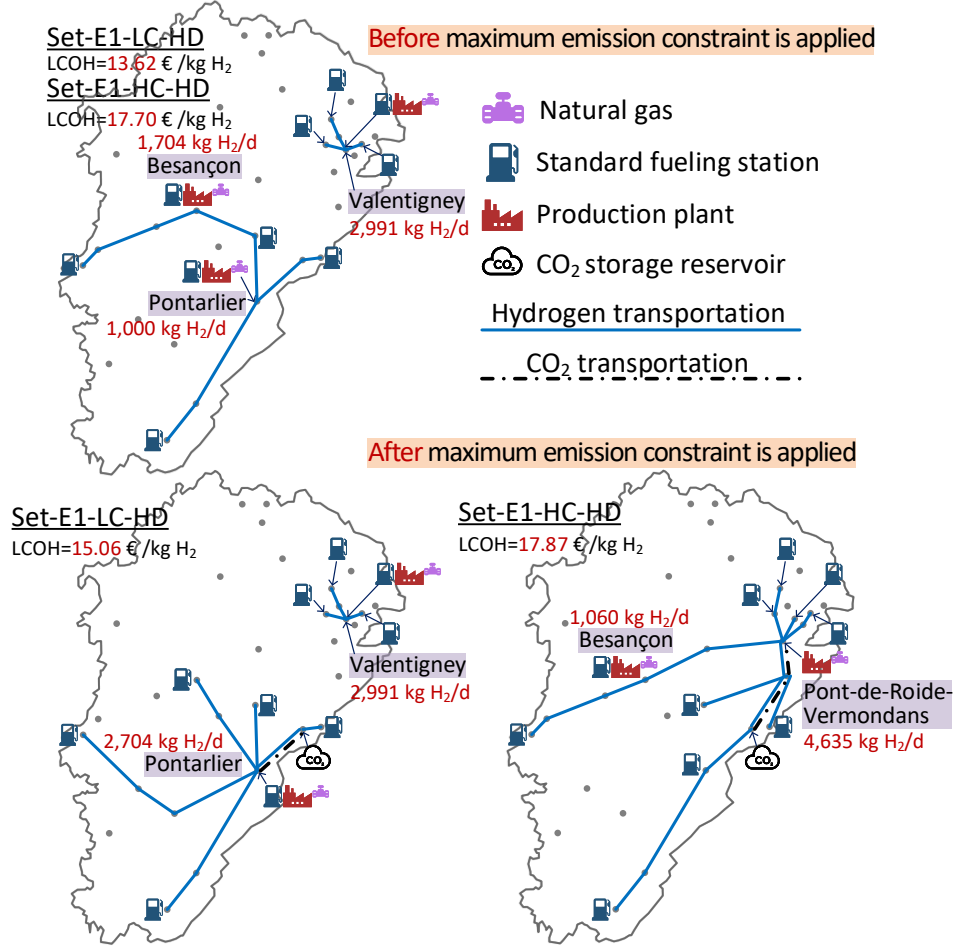 Set-E1-LC-HD
LCOH=13.62 €/kg H₂
Set-E1-HC-HD
LCOH=17.70 €/kg H₂
1,704 kg H₂/d
Besançon
Valentigney
2,991 kg H₂/d
Pontarlier
1,000 kg H₂/d
Before maximum emission constraint is applied
Natural gas
Standard fueling station
Production plant
CO₂
CO₂ storage reservoir
Hydrogen transportation
CO₂ transportation
After maximum emission constraint is applied
Set-E1-LC-HD
LCOH=15.06 €/kg H₂
Valentigney
2,991 kg H₂/d
2,704 kg H₂/d
Pontarlier
CO₂
Set-E1-HC-HD
LCOH=17.87 €/kg H₂
1,060 kg H₂/d
Besançon
Pont-de-Roide-
Vermondans
4,635 kg H₂/d
CO₂